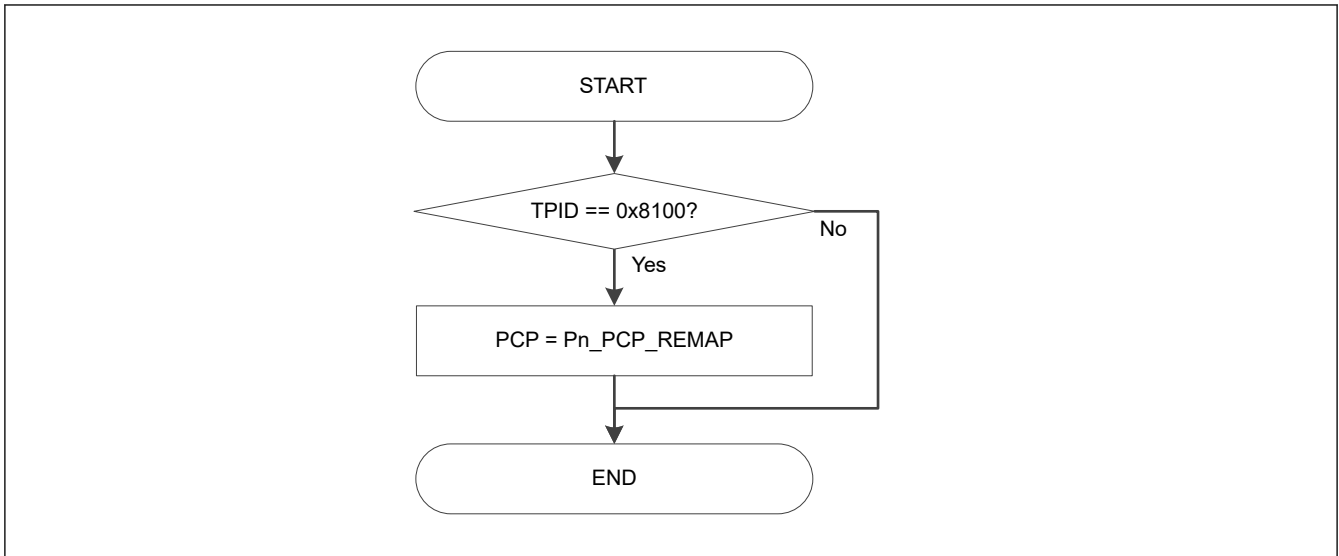 START
TPID == 0x8100?
No
Yes
PCP = Pn_PCP_REMAP
END